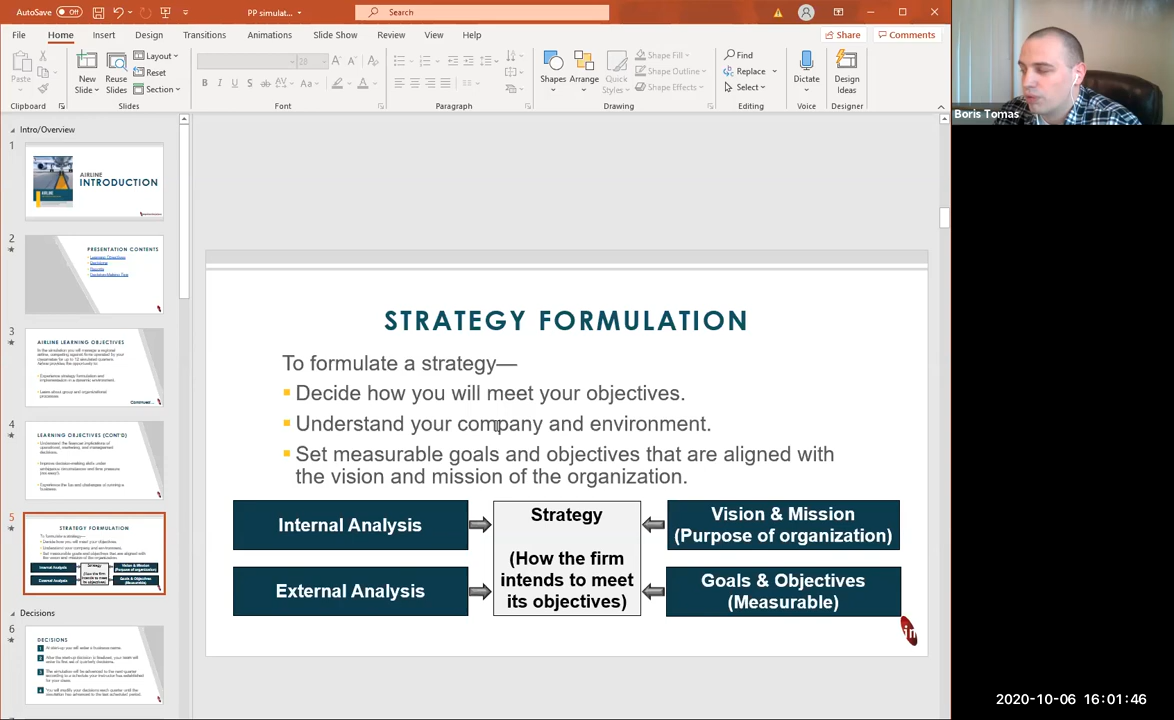 AutoSave Off
PP simulat...
Search
File Home Insert Design Transitions Animations Slide Show Review View Help
Share Comments
Paste
New Slide
Reuse Slides
Layout
Reset
Section
Shapes
Arrange
Quick Styles
Shape Fill
Shape Outline
Shape Effects
Find
Replace
Select
Dictate
Design Ideas
Clipboard Slides Font Paragraph Drawing Editing Voice Designer
Boris Tomas
Intro/Overview
1
AIRLINE
INTRODUCTION
2
PRESENTATION CONTENTS
3
AIRLINE LEARNING OBJECTIVES
4
LEARNING OBJECTIVES (CONT'D)
5
STRATEGY FORMULATION
Decisions
6
DECISIONS
STRATEGY FORMULATION
To formulate a strategy—
Decide how you will meet your objectives.
Understand your company and environment.
Set measurable goals and objectives that are aligned with
the vision and mission of the organization.
Internal Analysis
External Analysis
Strategy
(How the firm
intends to meet
its objectives)
Vision & Mission
(Purpose of organization)
Goals & Objectives
(Measurable)
2020-10-06 16:01:46